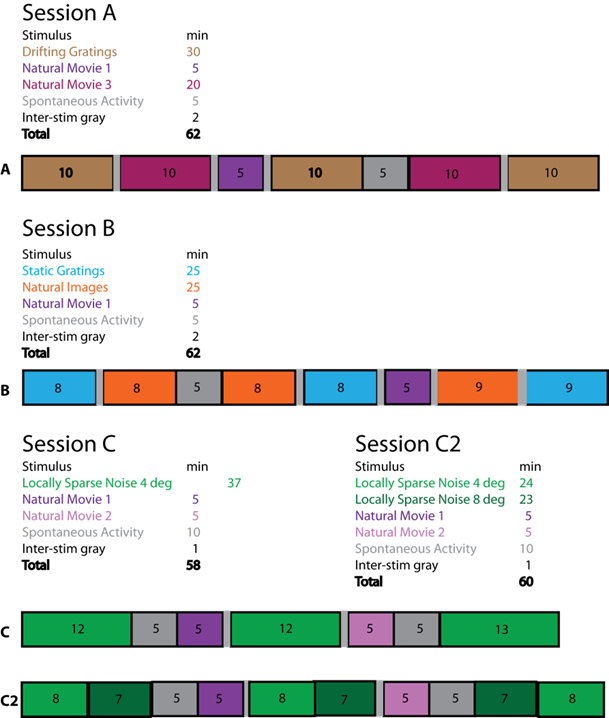 Session A
Stimulus min
Drifting Gratings 30
Natural Movie 1 5
Natural Movie 3 20
Spontaneous Activity 5
Inter-stim gray 2
Total 62
A 10 10 5 10 5 10 10
Session B
Stimulus min
Static Gratings 25
Natural Images 25
Natural Movie 1 5
Spontaneous Activity 5
Inter-stim gray 2
Total 62
B 8 8 5 8 8 5 9 9
Session C
Stimulus min
Locally Sparse Noise 4 deg 37
Natural Movie 1 5
Natural Movie 2 5
Spontaneous Activity 10
Inter-stim gray 1
Total 58
Session C2
Stimulus min
Locally Sparse Noise 4 deg 24
Locally Sparse Noise 8 deg 23
Natural Movie 1 5
Natural Movie 2 5
Spontaneous Activity 10
Inter-stim gray 1
Total 60
C 12 5 5 12 5 5 13
C2 8 7 5 5 8 7 5 5 7 8